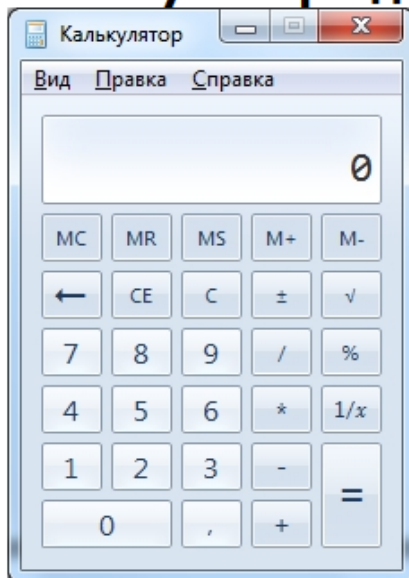 Калькулятор
Вид Правка Справка
0
MC MR MS M+ M-
← CE C ± √
7 8 9 / %
4 5 6 * 1/x
1 2 3 - =
0 , +